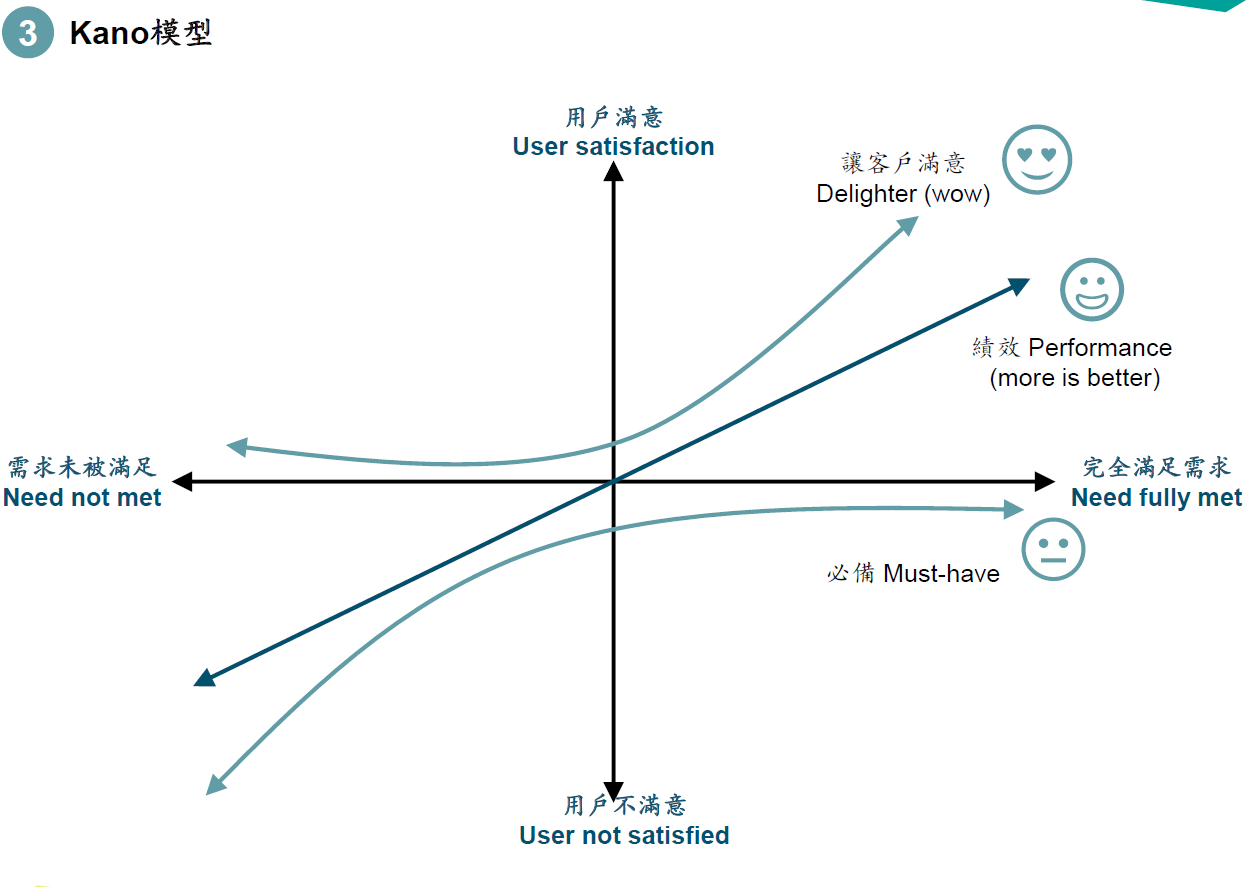 3 Kano模型
用戶滿意
User satisfaction
讓客戶滿意
Delighter (wow)
績效 Performance
(more is better)
需求未被滿足
Need not met
完全滿足需求
Need fully met
必備 Must-have
用戶不滿意
User not satisfied